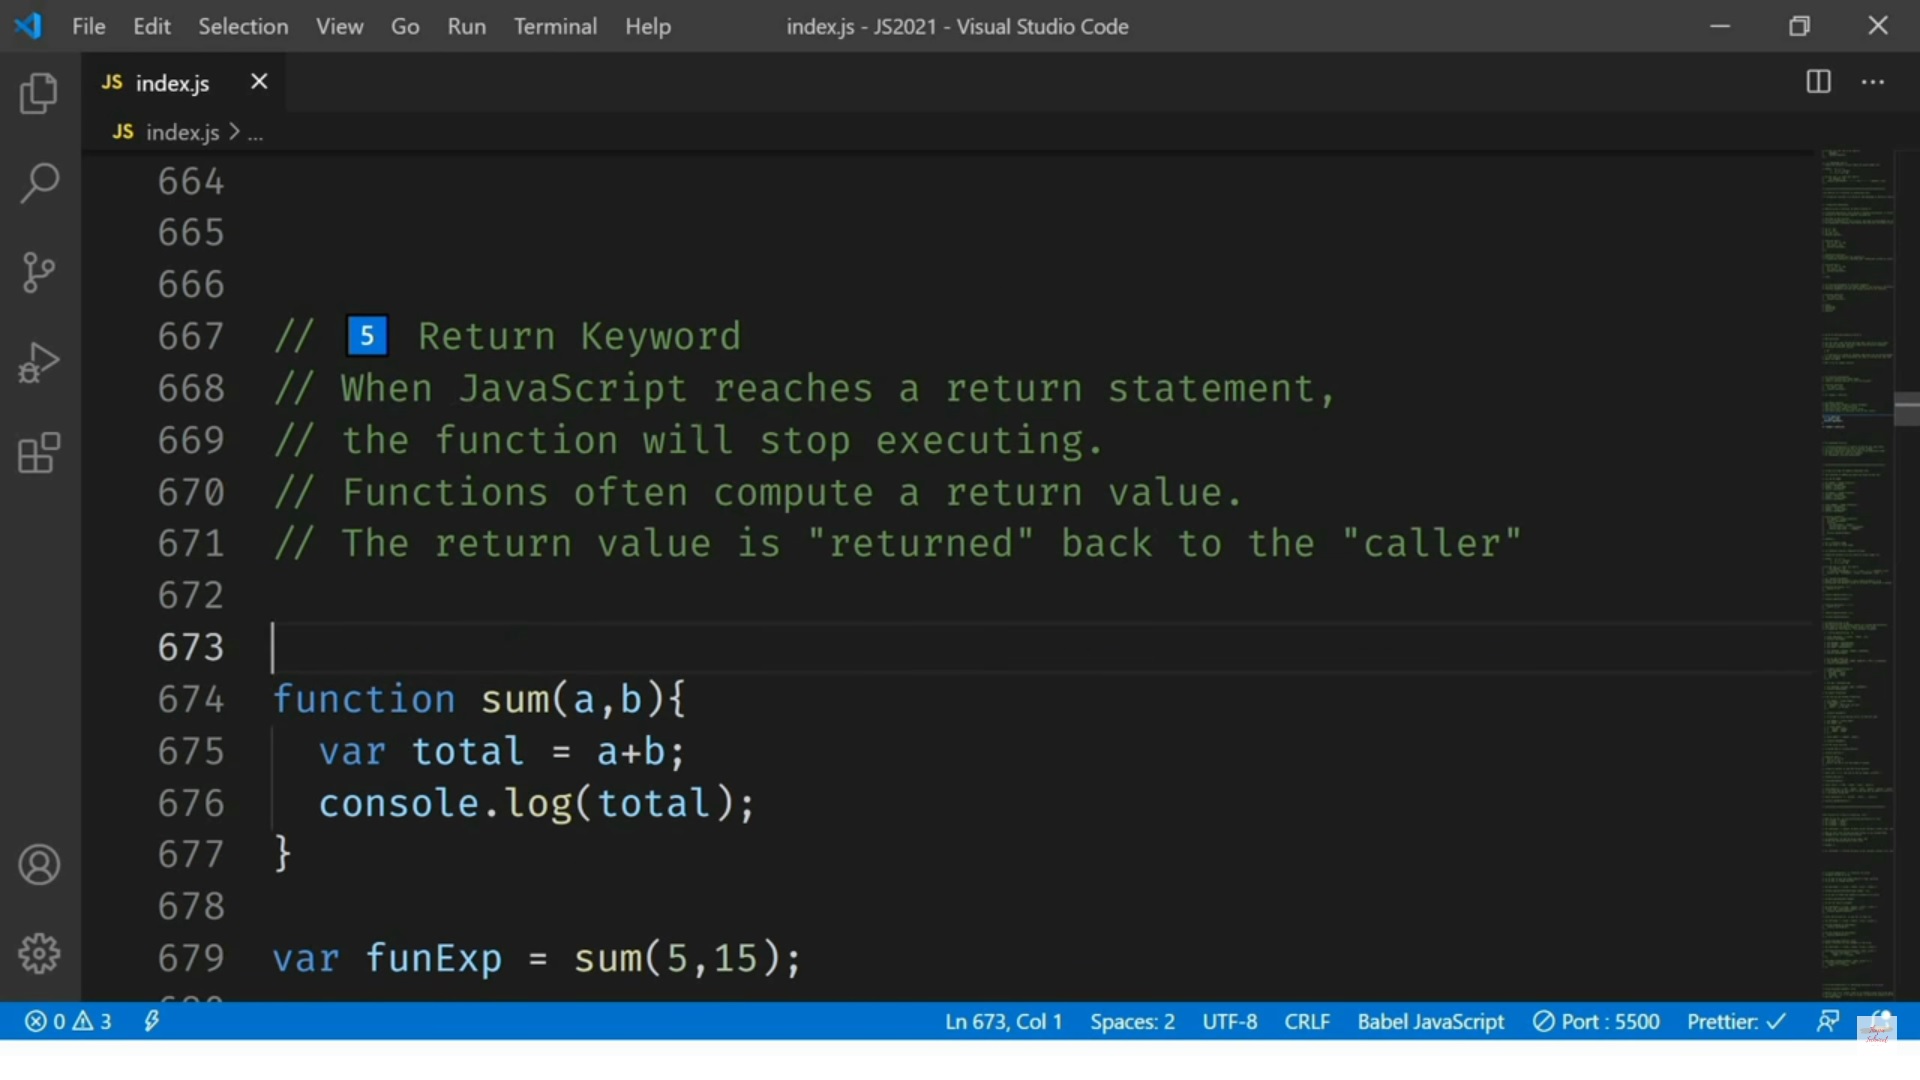 File Edit Selection View Go Run Terminal Help index.js - JS2021 - Visual Studio Code
JS index.js
JS index.js > ...
664
665
666
667 // 5 Return Keyword
668 // When JavaScript reaches a return statement,
669 // the function will stop executing.
670 // Functions often compute a return value.
671 // The return value is "returned" back to the "caller"
672
673
674 function sum(a,b){
675 var total = a+b;
676 console.log(total);
677 }
678
679 var funExp = sum(5,15);
0 3 Ln 673, Col 1 Spaces: 2 UTF-8 CRLF Babel JavaScript Port : 5500 Prettier: ✓